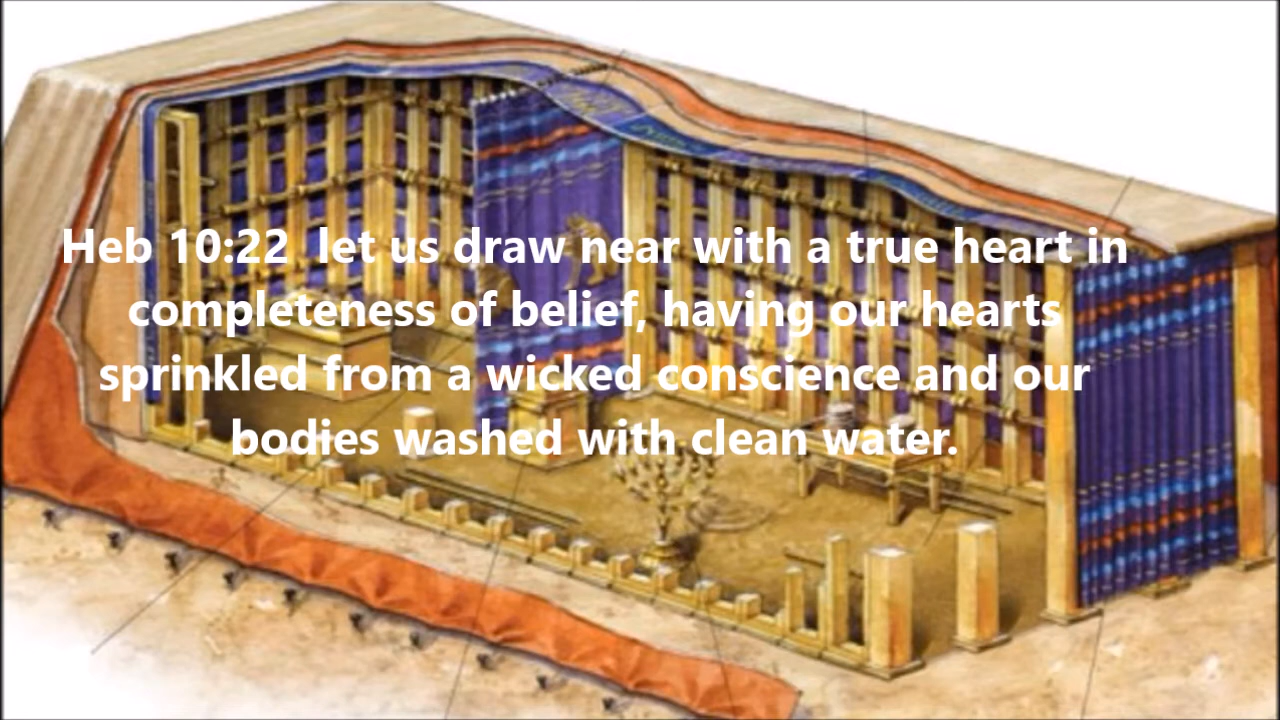 Heb 10:22  let us draw near with a true heart in
completeness of belief, having our hearts
sprinkled from a wicked conscience and our
bodies washed with clean water.